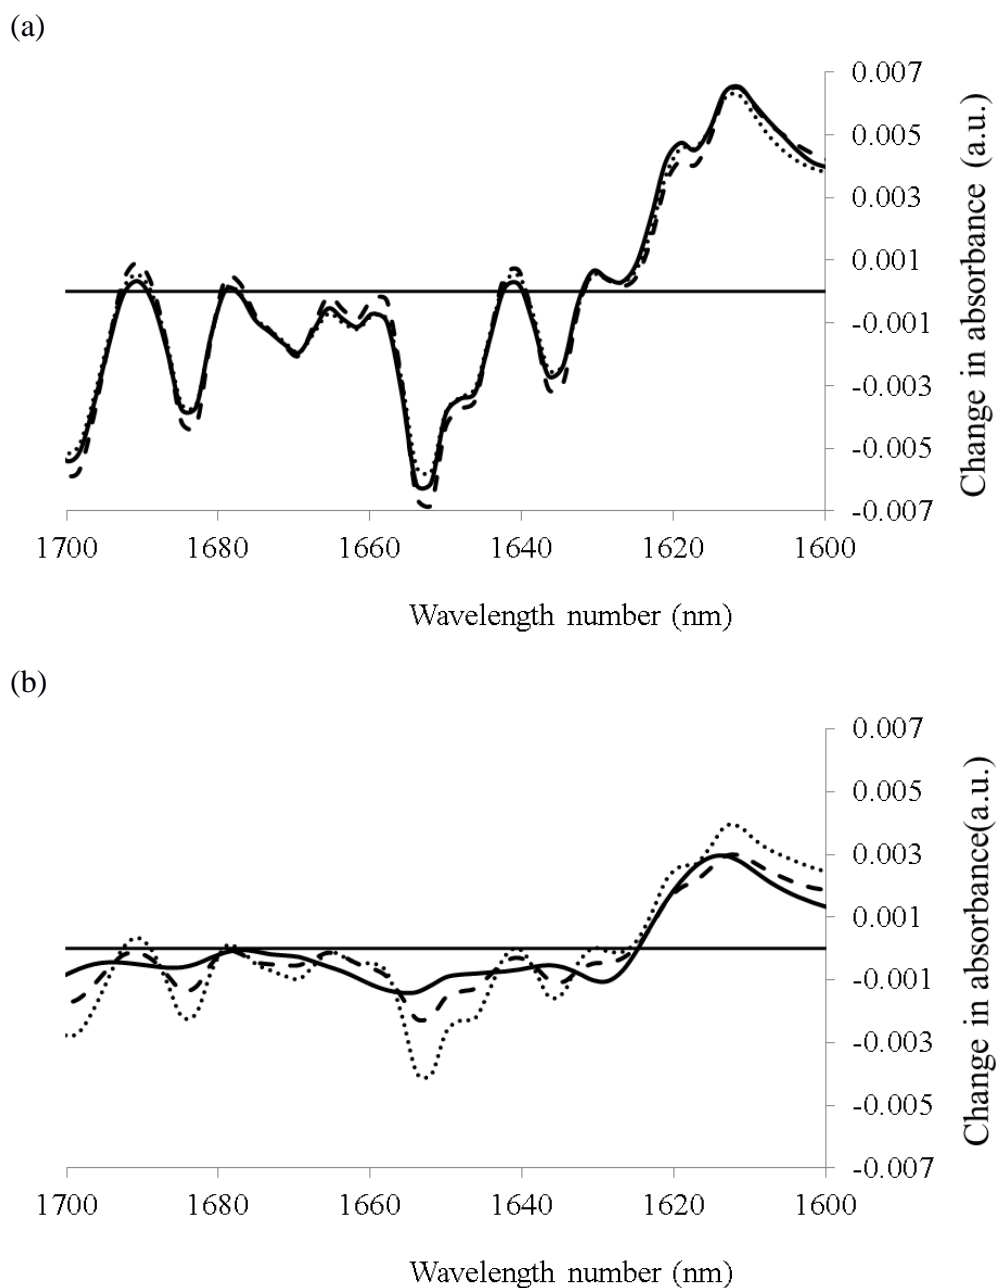 (a)
0.007
0.005
0.003
0.001
-0.001
-0.003
-0.005
-0.007
Change in absorbance (a.u.)
1700 1680 1660 1640 1620 1600
Wavelength number (nm)
(b)
0.007
0.005
0.003
0.001
-0.001
-0.003
-0.005
-0.007
Change in absorbance(a.u.)
1700 1680 1660 1640 1620 1600
Wavelength number (nm)